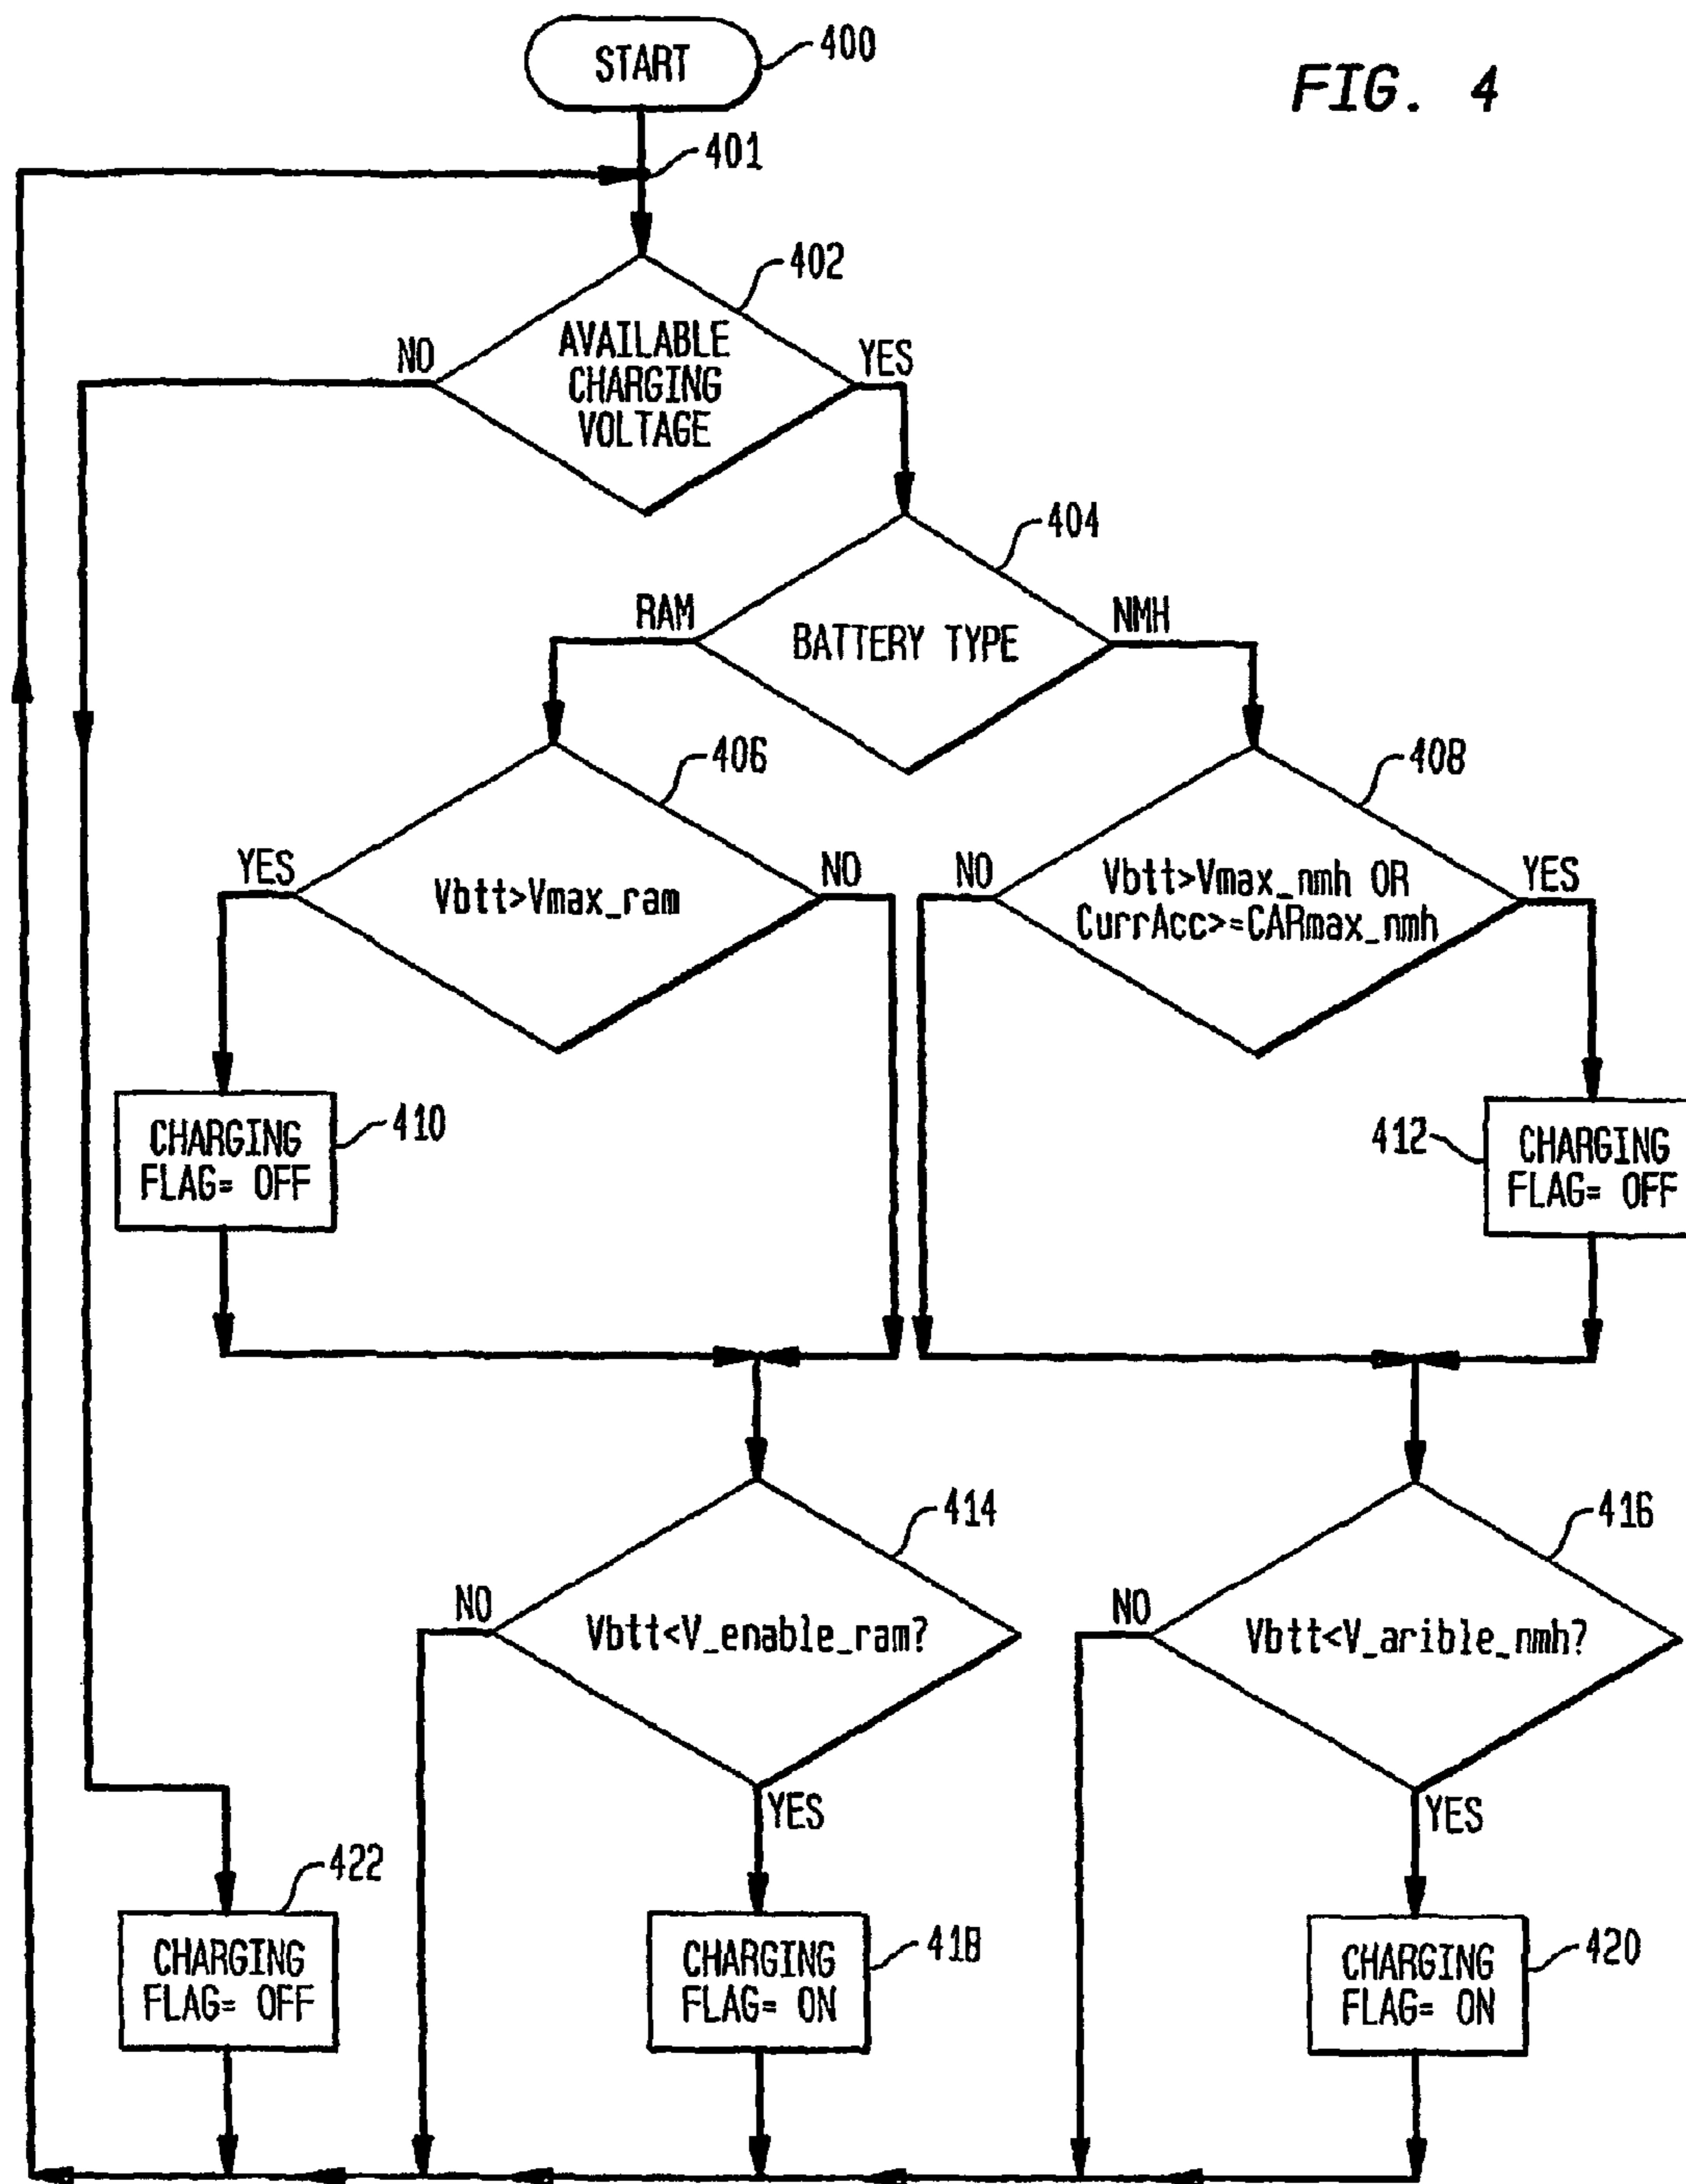 START
400
FIG. 4
401
402
NO
AVAILABLE
CHARGING
VOLTAGE
YES
404
RAM
BATTERY TYPE
NMH
406
408
YES
Vbtt>Vmax_ram
NO
NO
Vbtt>Vmax_nmh OR
CurrAcc>=CARmax_nmh
YES
CHARGING
FLAG= OFF
410
412
CHARGING
FLAG= OFF
414
416
NO
Vbtt<V_enable_ram?
NO
Vbtt<V_arible_nmh?
YES
YES
422
CHARGING
FLAG= OFF
CHARGING
FLAG= ON
418
CHARGING
FLAG= ON
420